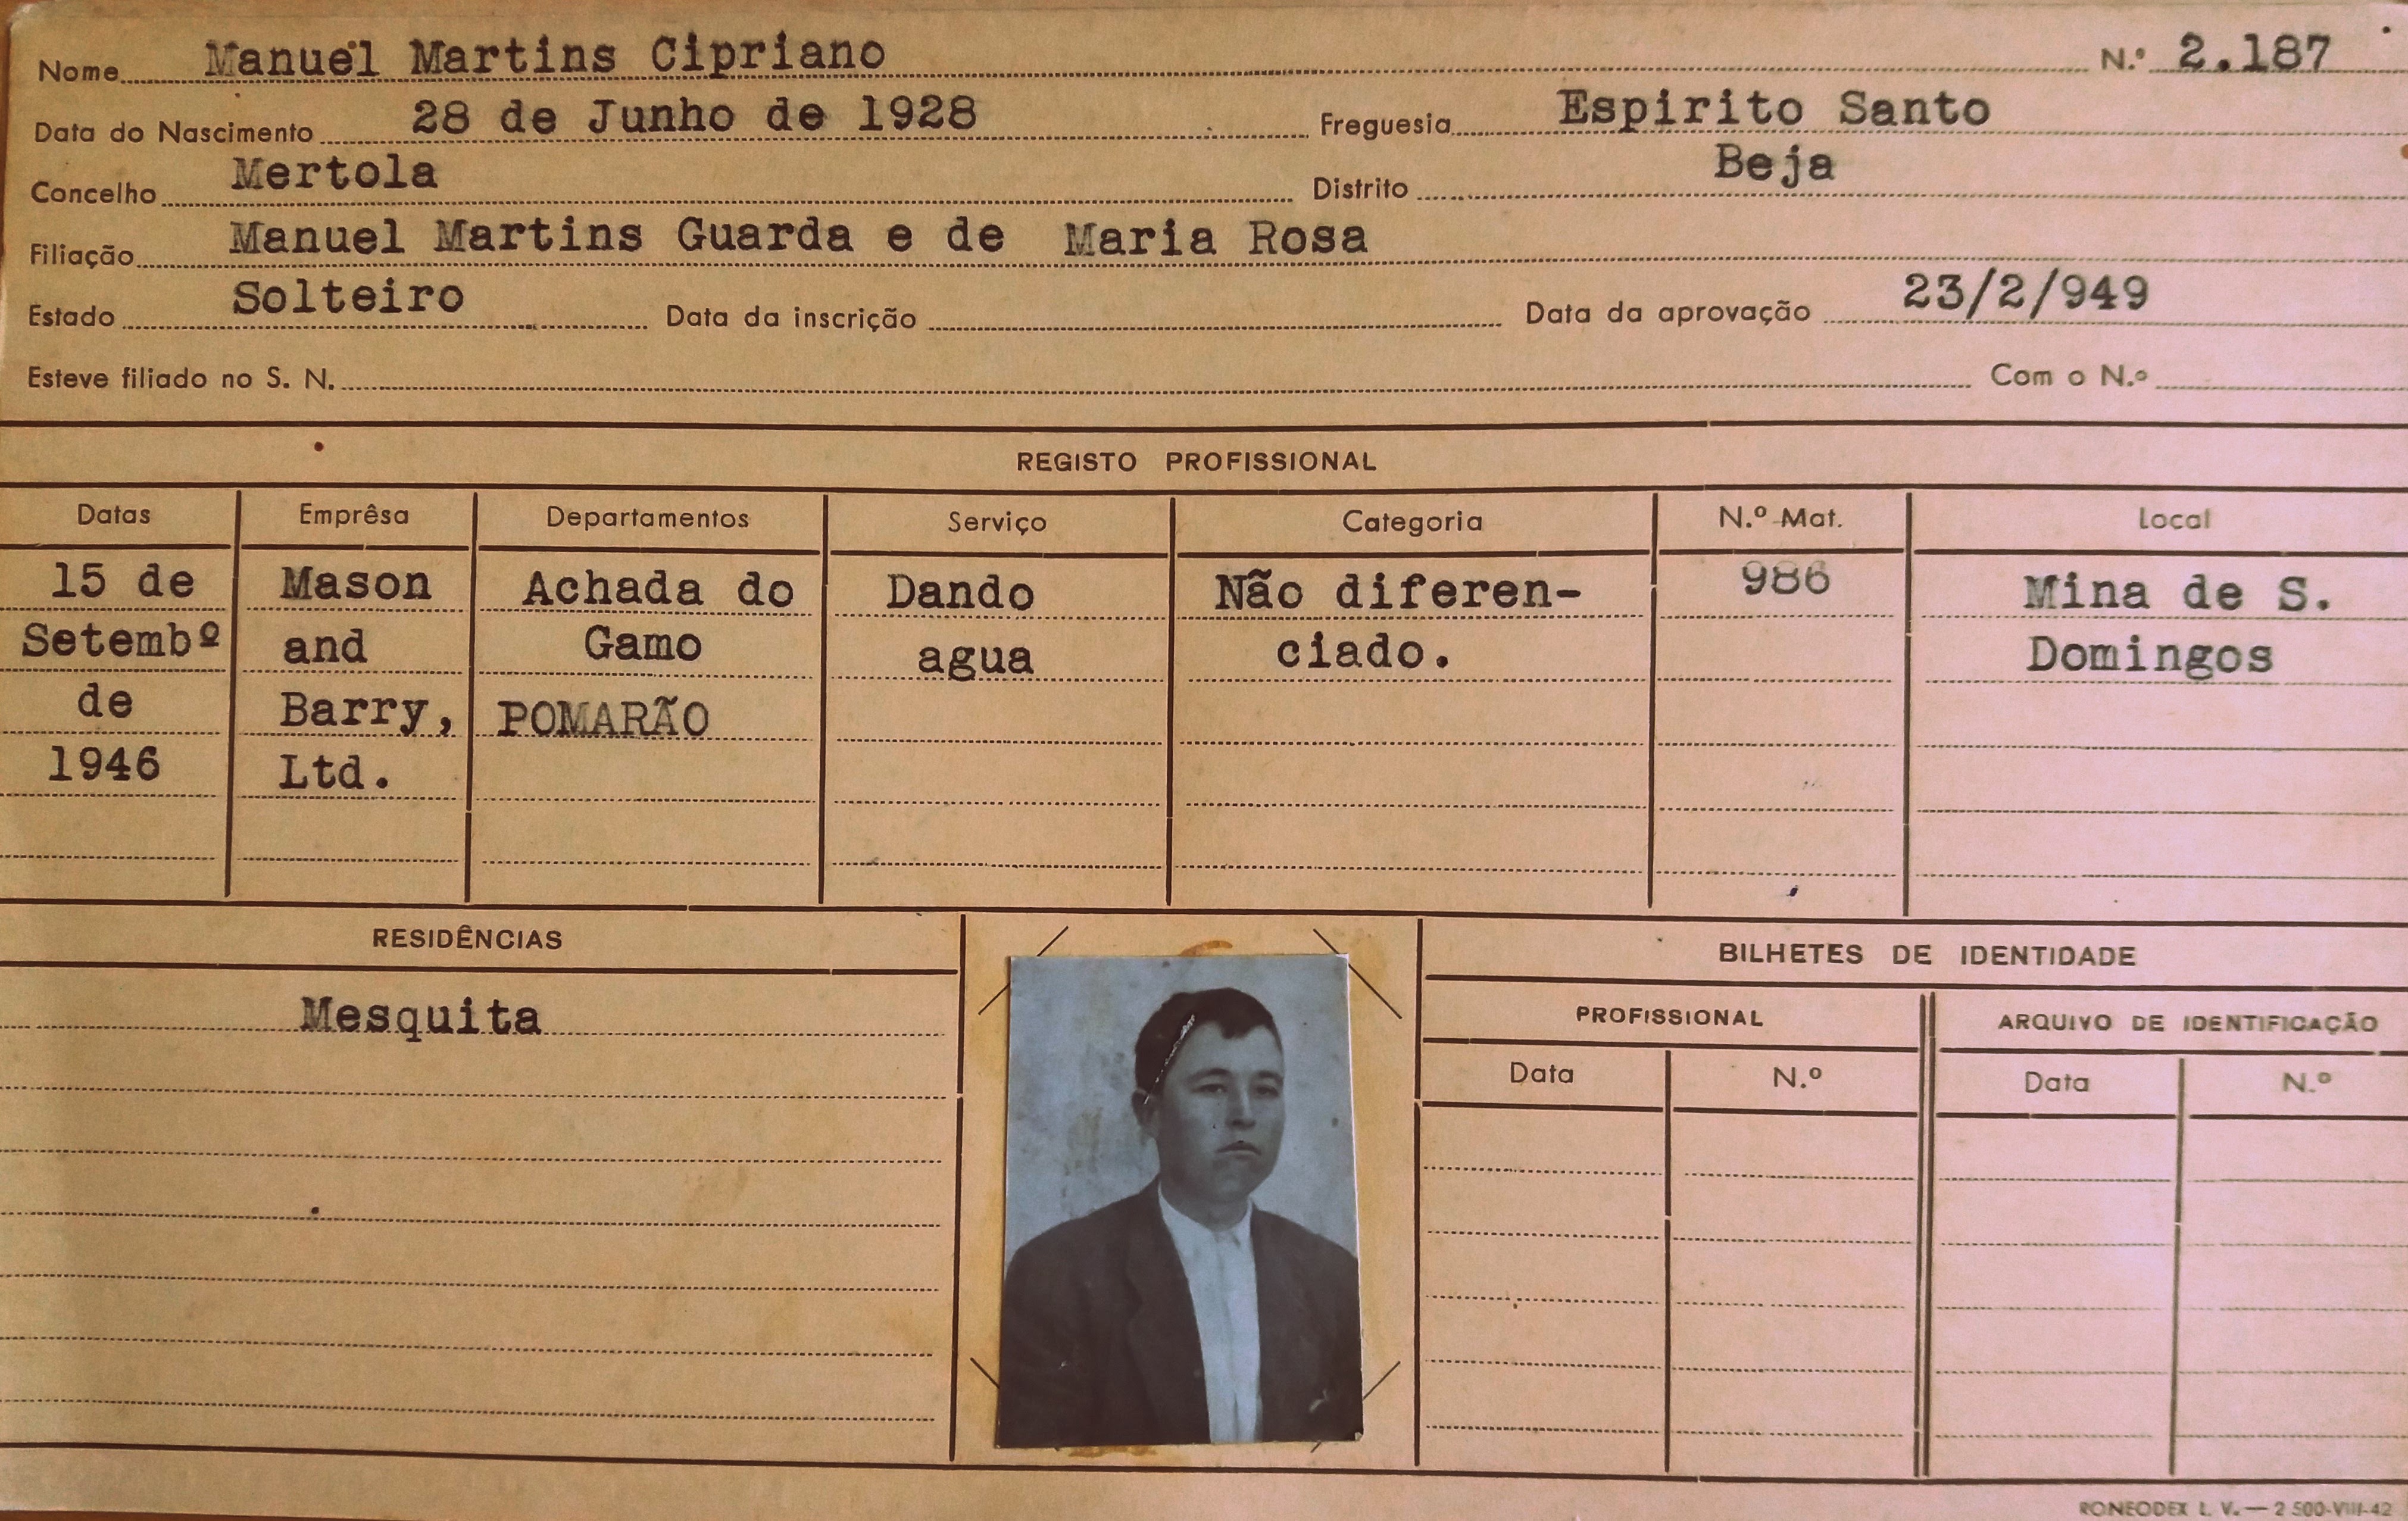 Nome Manuel Martins Cipriano N.º 2.187
Data do Nascimento 28 de Junho de 1928 Freguesia Espirito Santo
Concelho Mertola Distrito Beja
Filiação Manuel Martins Guarda e de Maria Rosa
Estado Solteiro Data da inscrição Data da aprovação 23/2/949
Esteve filiado no S. N. Com o N.º
REGISTO PROFISSIONAL
Datas Emprêsa Departamentos Serviço Categoria N.º Mat. Local
15 de Mason Achada do Dando Não diferen- 986 Mina de S.
Setembº and Gamo agua ciado. Domingos
de Barry, POMARÃO
1946 Ltd.
RESIDÊNCIAS
Mesquita
BILHETES DE IDENTIDADE
PROFISSIONAL ARQUIVO DE IDENTIFICAÇÃO
Data N.º Data N.º
RONEODEX L. V. — 2 500-VIII-42